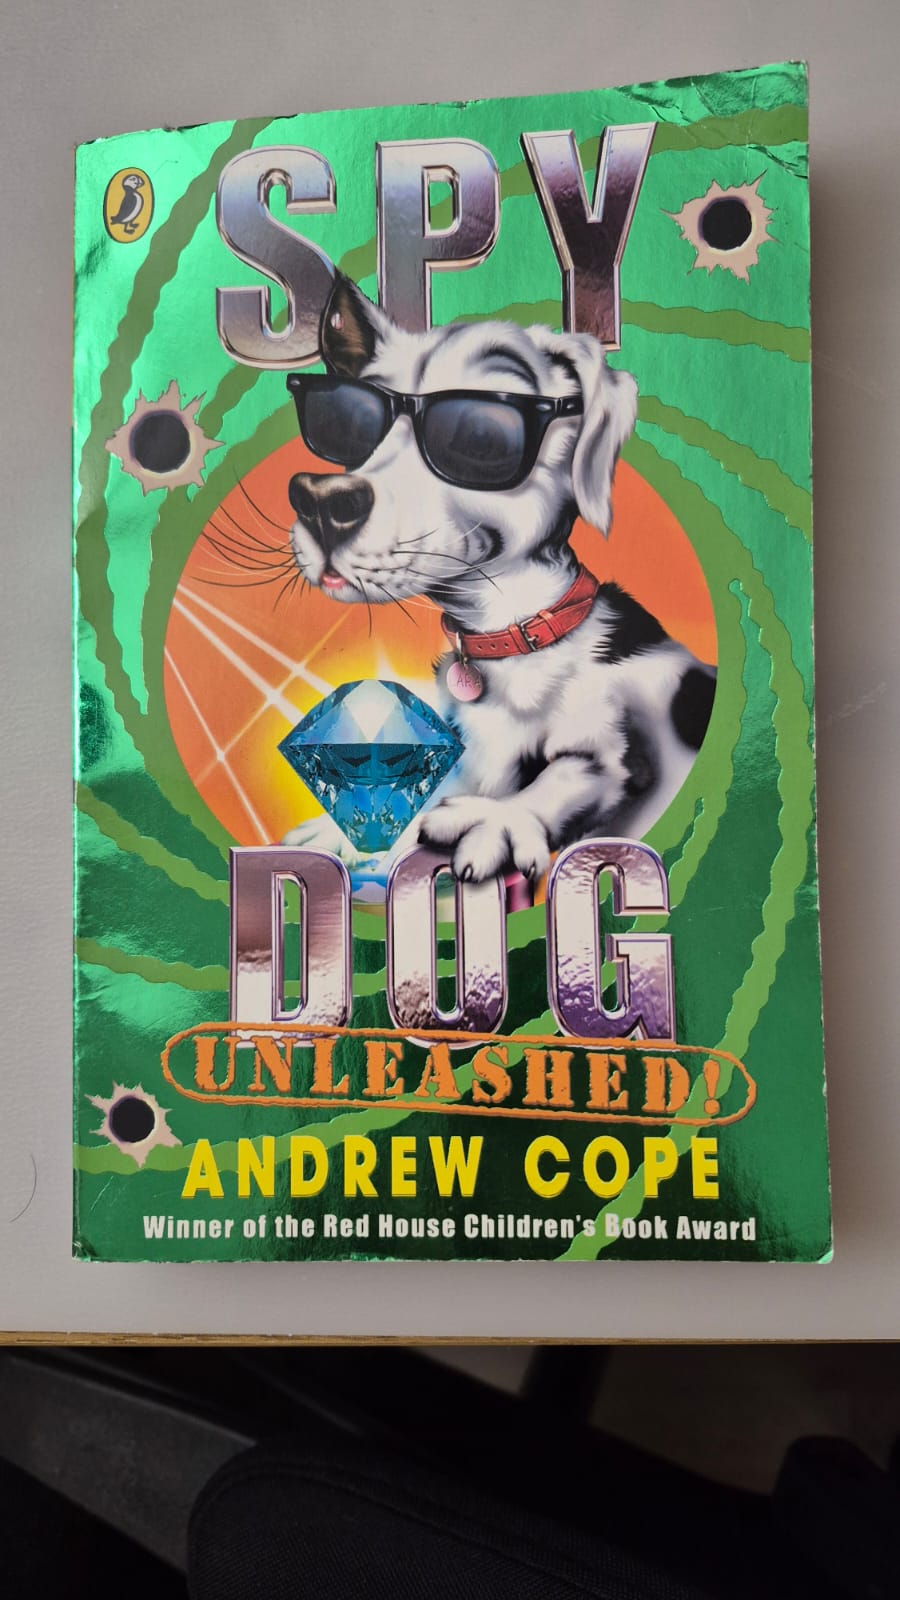 SPY
DOG
UNLEASHED!
ANDREW COPE
Winner of the Red House Children's Book Award